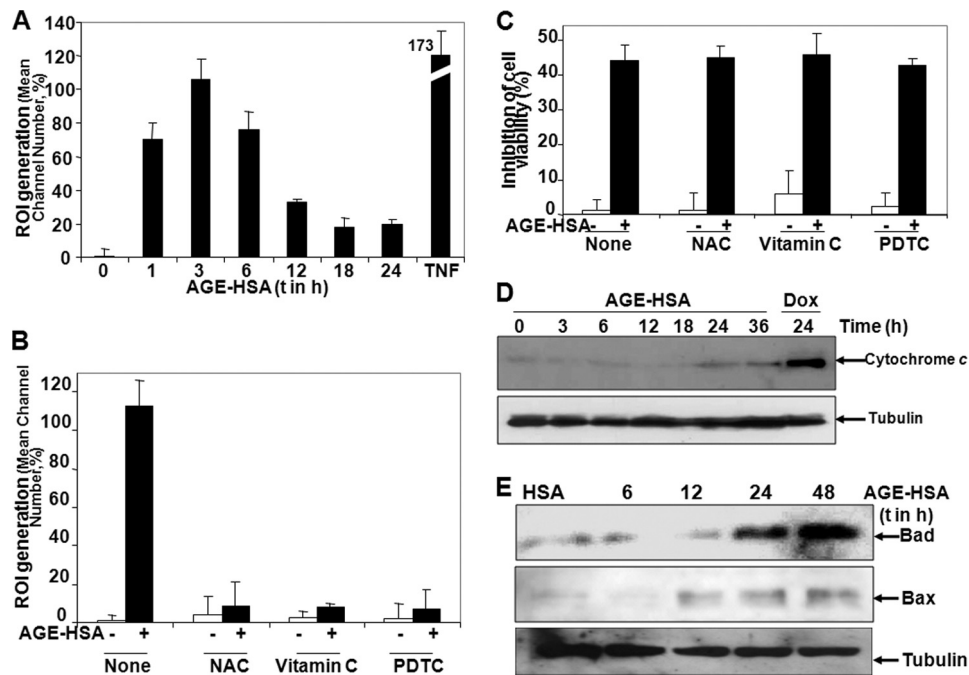 A
ROI generation (Mean
Channel Number, %)
140
120
100
80
60
40
20
0
173
0 1 3 6 12 18 24 TNF
AGE-HSA (t in h)
B
ROI generation (Mean Channel
Number,%)
120
100
80
60
40
20
0
AGE-HSA - + - + - + - +
None NAC Vitamin C PDTC
C
Inhibition of cell
viability (%)
50
40
30
20
10
0
AGE-HSA - + - + - + - +
None NAC Vitamin C PDTC
D
AGE-HSA Dox
0 3 6 12 18 24 36 24 Time (h)
Cytochrome c
Tubulin
E
HSA 6 12 24 48 AGE-HSA
(t in h)
Bad
Bax
Tubulin